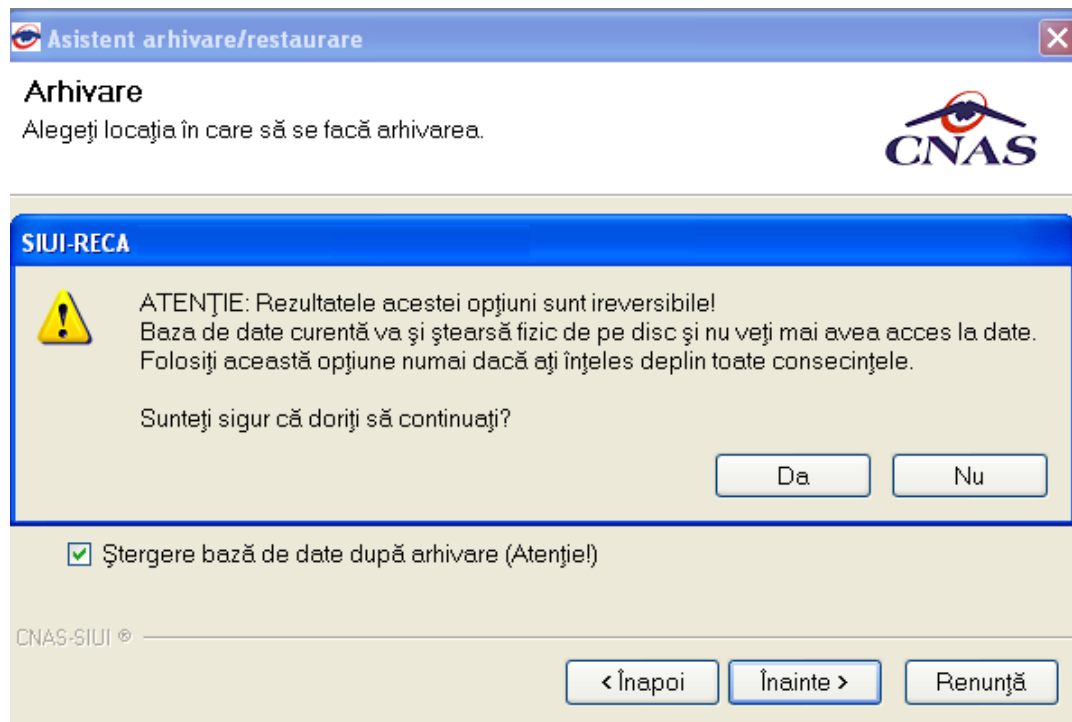 Asistent arhivare/restaurare
Arhivare
Alegeţi locaţia în care să se facă arhivarea.
CNAS
SIUI-RECA
ATENŢIE: Rezultatele acestei opţiuni sunt ireversibile!
Baza de date curentă va şi ştearsă fizic de pe disc şi nu veţi mai avea acces la date.
Folosiţi această opţiune numai dacă aţi înţeles deplin toate consecinţele.
Sunteţi sigur că doriţi să continuaţi?
Da Nu
Ştergere bază de date după arhivare (Atenţie!)
CNAS-SIUI ®
< Înapoi Înainte > Renunţă